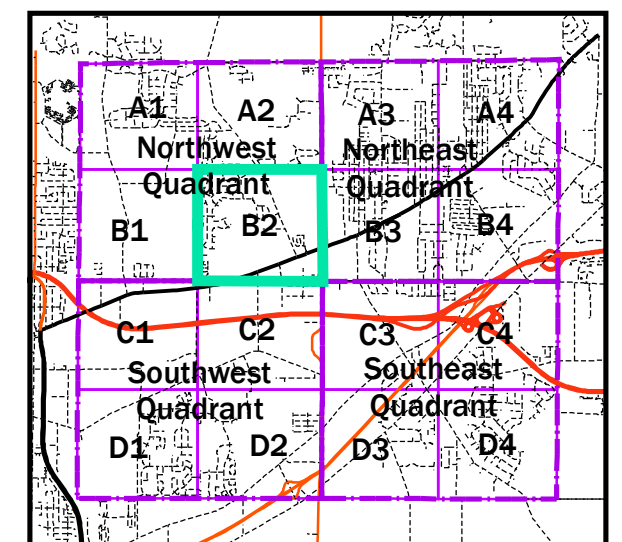 A1 A2 A3 A4
Northwest Northeast
Quadrant Quadrant
B1 B2 B3 B4
C1 C2 C3 C4
Southwest Southeast
Quadrant Quadrant
D1 D2 D3 D4